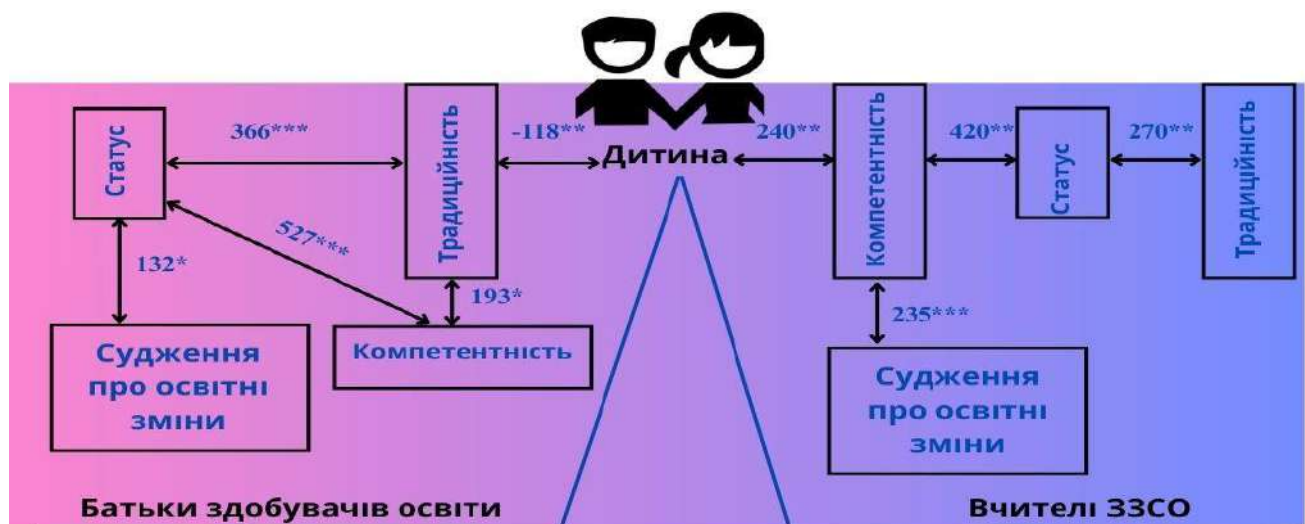 Статус
366***
Традиційність
-118**
Дитина
240**
Компетентність
420**
Статус
270**
Традиційність
527***
132*
193*
235***
Судження
про освітні
зміни
Компетентність
Судження
про освітні
зміни
Батьки здобувачів освіти
Вчителі ЗЗСО